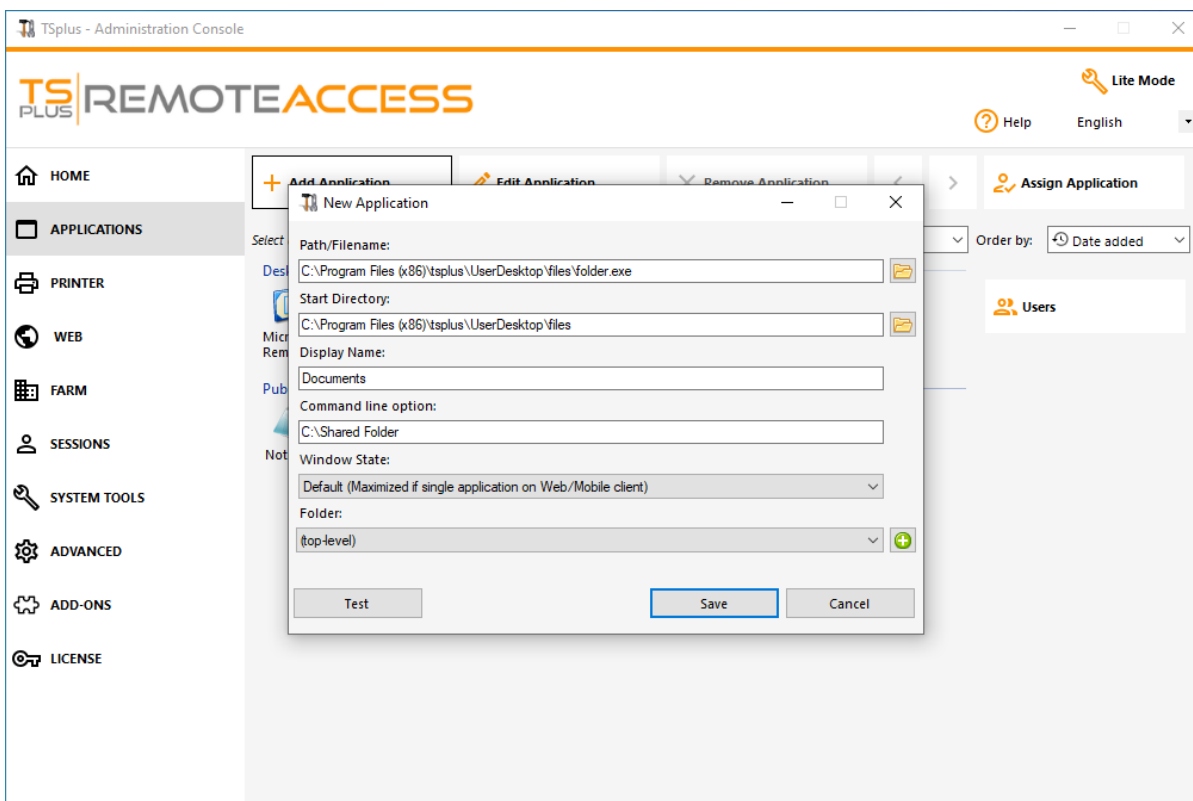 TSplus - Administration Console
TS PLUS REMOTEACCESS
Lite Mode
Help English
HOME
APPLICATIONS
PRINTER
WEB
FARM
SESSIONS
SYSTEM TOOLS
ADVANCED
ADD-ONS
LICENSE
Add Application Edit Application Remove Application Assign Application
Select
Order by: Date added
Users
New Application
Path/Filename:
C:\Program Files (x86)\tsplus\UserDesktop\files\folder.exe
Start Directory:
C:\Program Files (x86)\tsplus\UserDesktop\files
Display Name:
Documents
Command line option:
C:\Shared Folder
Window State:
Default (Maximized if single application on Web/Mobile client)
Folder:
(top-level)
Test Save Cancel